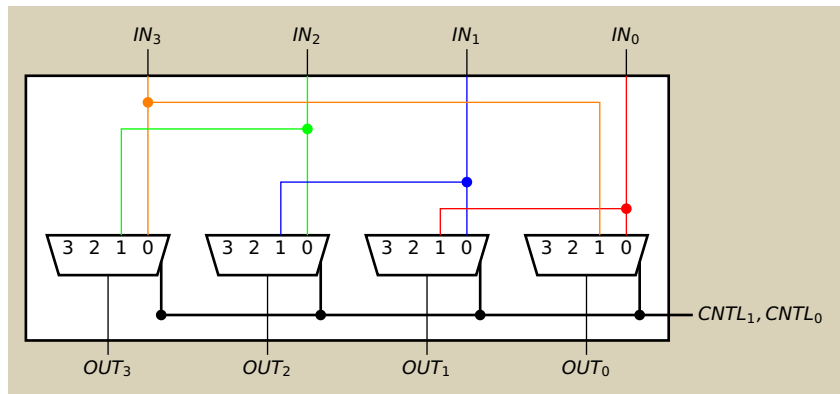 IN₃ IN₂ IN₁ IN₀
3 2 1 0 3 2 1 0 3 2 1 0 3 2 1 0
CNTL₁, CNTL₀
OUT₃ OUT₂ OUT₁ OUT₀